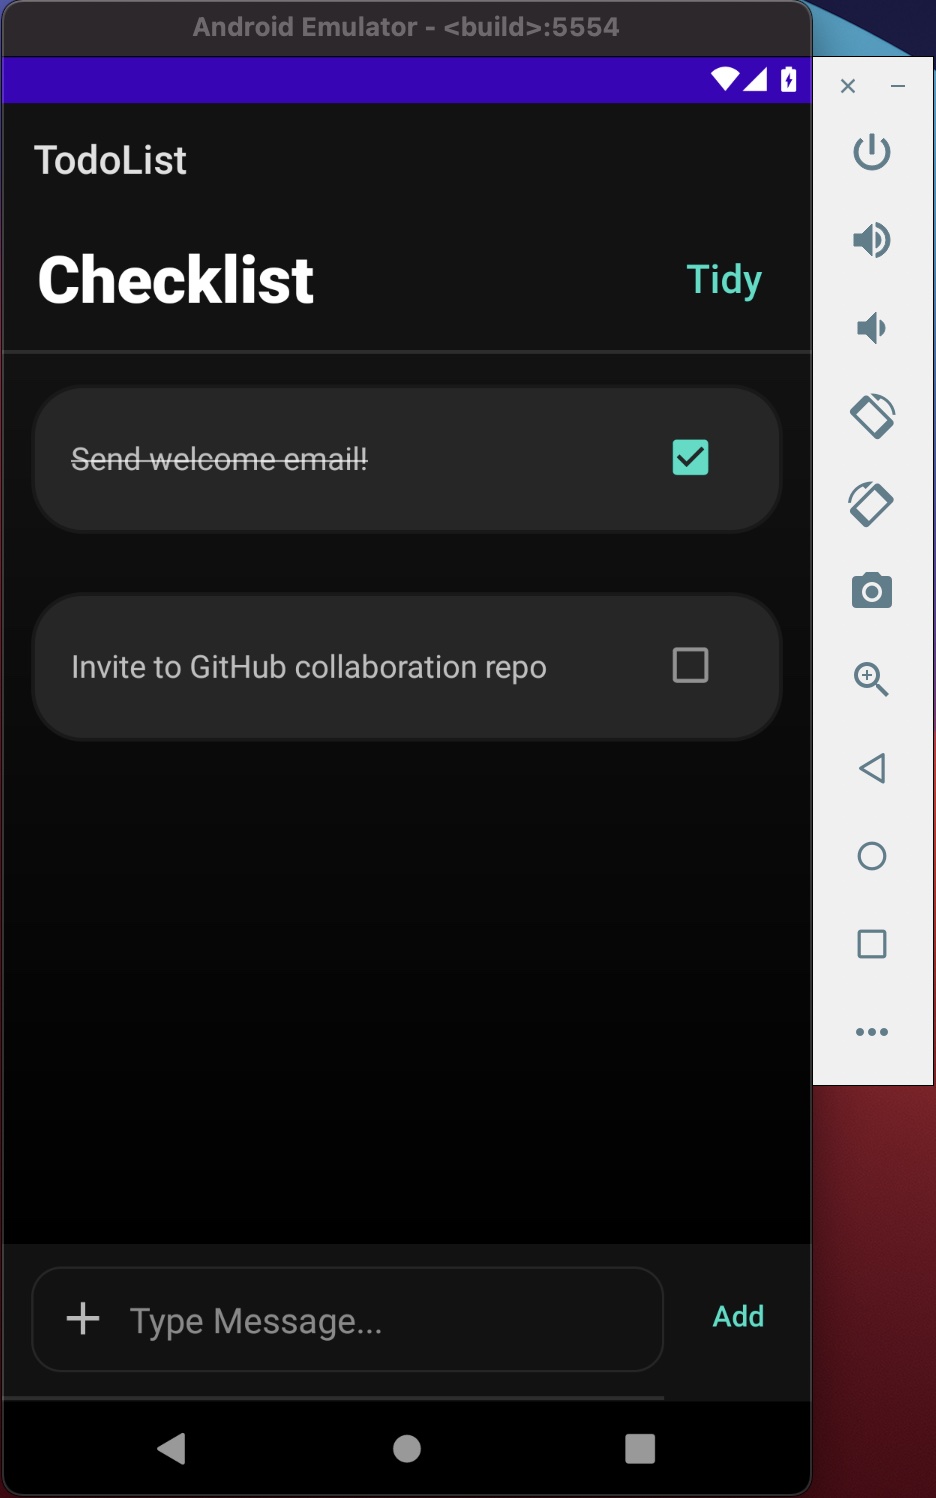 Android Emulator - <build>:5554
TodoList
Checklist
Tidy
Send welcome email!
Invite to GitHub collaboration repo
Type Message...
Add